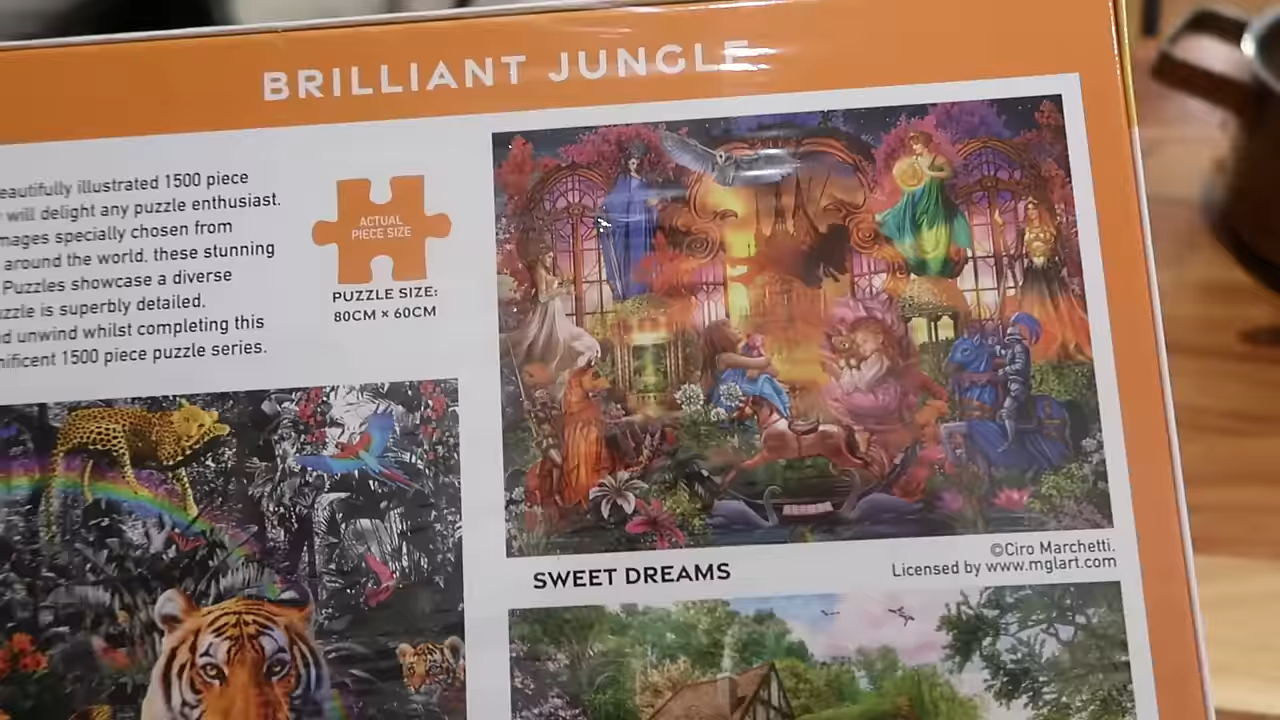 BRILLIANT JUNGLE
eautifully illustrated 1500 piece
will delight any puzzle enthusiast.
mages specially chosen from
around the world. these stunning
Puzzles showcase a diverse
zzle is superbly detailed.
d unwind whilst completing this
nificent 1500 piece puzzle series.
ACTUAL
PIECE SIZE
PUZZLE SIZE:
80CM × 60CM
SWEET DREAMS
©Ciro Marchetti.
Licensed by www.mglart.com